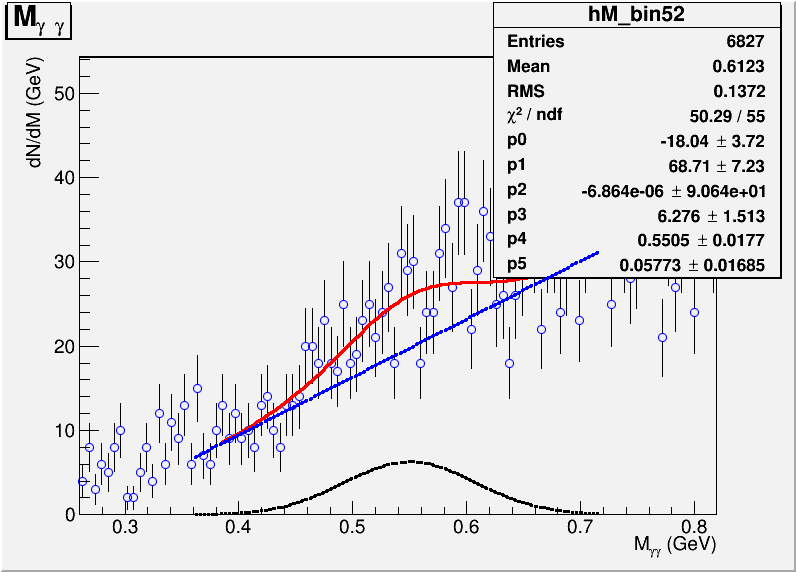 M γ γ
hM_bin52
Entries 6827
Mean 0.6123
RMS 0.1372
χ² / ndf 50.29 / 55
p0 -18.04 ± 3.72
p1 68.71 ± 7.23
p2 -6.864e-06 ± 9.064e+01
p3 6.276 ± 1.513
p4 0.5505 ± 0.0177
p5 0.05773 ± 0.01685
dN/dM (GeV)
50
40
30
20
10
0
0.3 0.4 0.5 0.6 0.7 0.8
Mγγ (GeV)